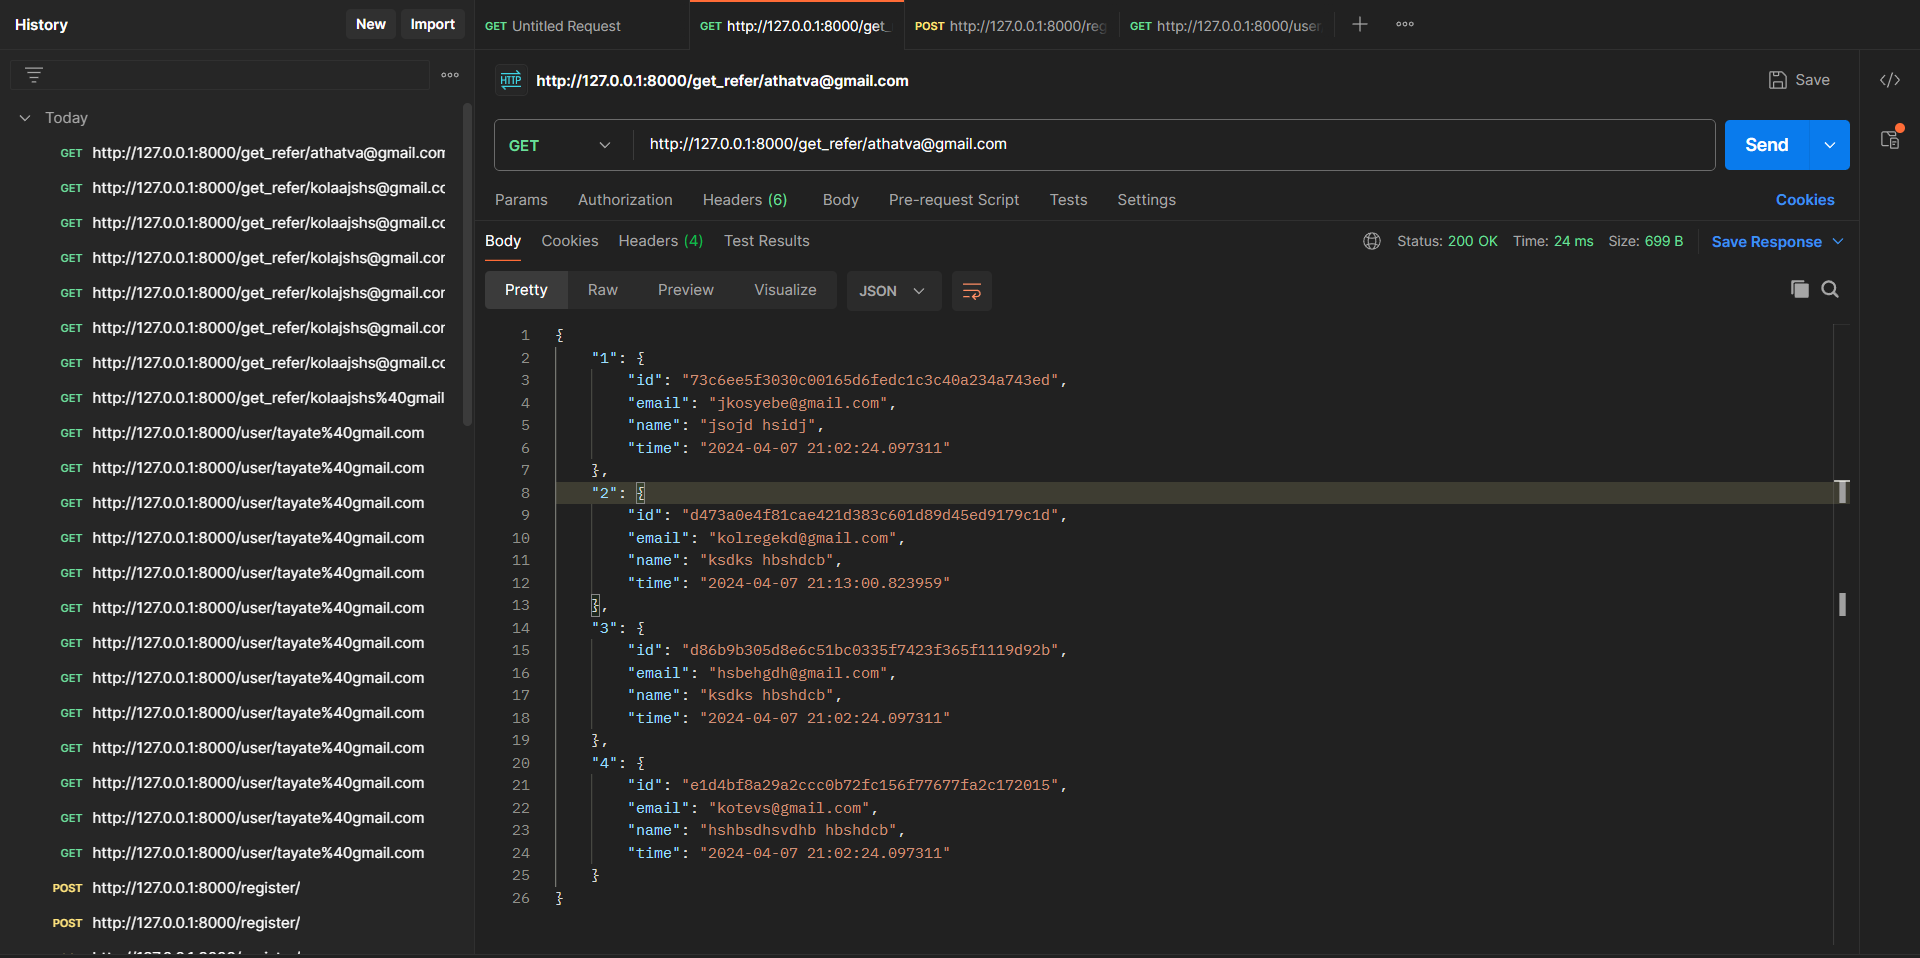 History
New
Import
Today
GET http://127.0.0.1:8000/get_refer/athatva@gmail.com
GET http://127.0.0.1:8000/get_refer/kolaajshs@gmail.co
GET http://127.0.0.1:8000/get_refer/kolaajshs@gmail.co
GET http://127.0.0.1:8000/get_refer/kolajshs@gmail.cor
GET http://127.0.0.1:8000/get_refer/kolajshs@gmail.cor
GET http://127.0.0.1:8000/get_refer/kolajshs@gmail.cor
GET http://127.0.0.1:8000/get_refer/kolaajshs@gmail.co
GET http://127.0.0.1:8000/get_refer/kolaajshs%40gmail
GET http://127.0.0.1:8000/user/tayate%40gmail.com
GET http://127.0.0.1:8000/user/tayate%40gmail.com
GET http://127.0.0.1:8000/user/tayate%40gmail.com
GET http://127.0.0.1:8000/user/tayate%40gmail.com
GET http://127.0.0.1:8000/user/tayate%40gmail.com
GET http://127.0.0.1:8000/user/tayate%40gmail.com
GET http://127.0.0.1:8000/user/tayate%40gmail.com
GET http://127.0.0.1:8000/user/tayate%40gmail.com
GET http://127.0.0.1:8000/user/tayate%40gmail.com
GET http://127.0.0.1:8000/user/tayate%40gmail.com
GET http://127.0.0.1:8000/user/tayate%40gmail.com
GET http://127.0.0.1:8000/user/tayate%40gmail.com
GET http://127.0.0.1:8000/user/tayate%40gmail.com
POST http://127.0.0.1:8000/register/
POST http://127.0.0.1:8000/register/
GET Untitled Request
GET http://127.0.0.1:8000/get_
POST http://127.0.0.1:8000/reg
GET http://127.0.0.1:8000/user
HTTP http://127.0.0.1:8000/get_refer/athatva@gmail.com
Save
GET http://127.0.0.1:8000/get_refer/athatva@gmail.com
Send
Params Authorization Headers (6) Body Pre-request Script Tests Settings Cookies
Body Cookies Headers (4) Test Results Status: 200 OK Time: 24 ms Size: 699 B Save Response
Pretty Raw Preview Visualize JSON
1 {
2 "1": {
3 "id": "73c6ee5f3030c00165d6fedc1c3c40a234a743ed",
4 "email": "jkosyebe@gmail.com",
5 "name": "jsojd hsidj",
6 "time": "2024-04-07 21:02:24.097311"
7 },
8 "2": {
9 "id": "d473a0e4f81cae421d383c601d89d45ed9179c1d",
10 "email": "kolregekd@gmail.com",
11 "name": "ksdks hbshdcb",
12 "time": "2024-04-07 21:13:00.823959"
13 },
14 "3": {
15 "id": "d86b9b305d8e6c51bc0335f7423f365f1119d92b",
16 "email": "hsbehgdh@gmail.com",
17 "name": "ksdks hbshdcb",
18 "time": "2024-04-07 21:02:24.097311"
19 },
20 "4": {
21 "id": "e1d4bf8a29a2ccc0b72fc156f77677fa2c172015",
22 "email": "kotevs@gmail.com",
23 "name": "hshbsdhsvdhb hbshdcb",
24 "time": "2024-04-07 21:02:24.097311"
25 }
26 }